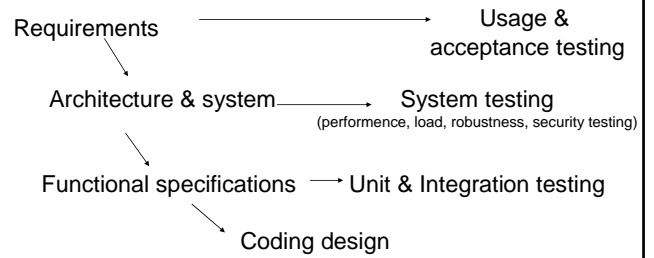 Requirements
Usage &
acceptance testing
Architecture & system
System testing
(performence, load, robustness, security testing)
Functional specifications
Unit & Integration testing
Coding design